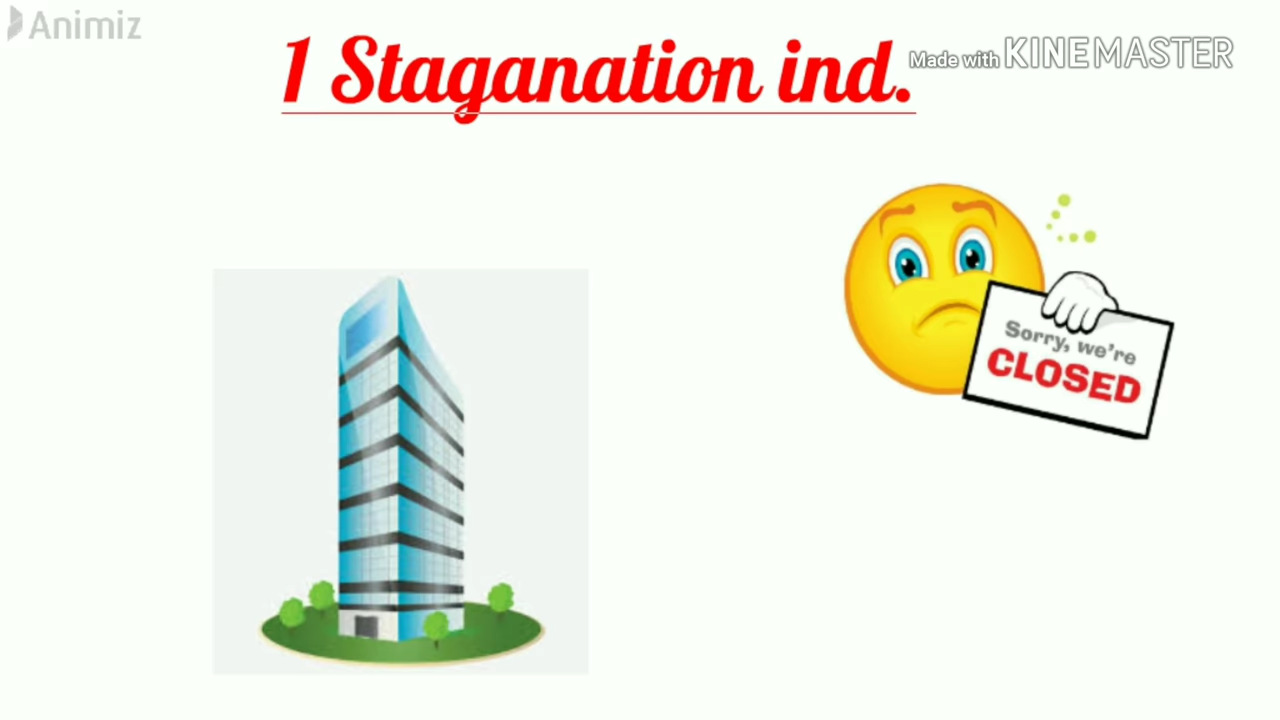 Animiz
1 Staganation ind.
Made with KINEMASTER
Sorry, we're
CLOSED